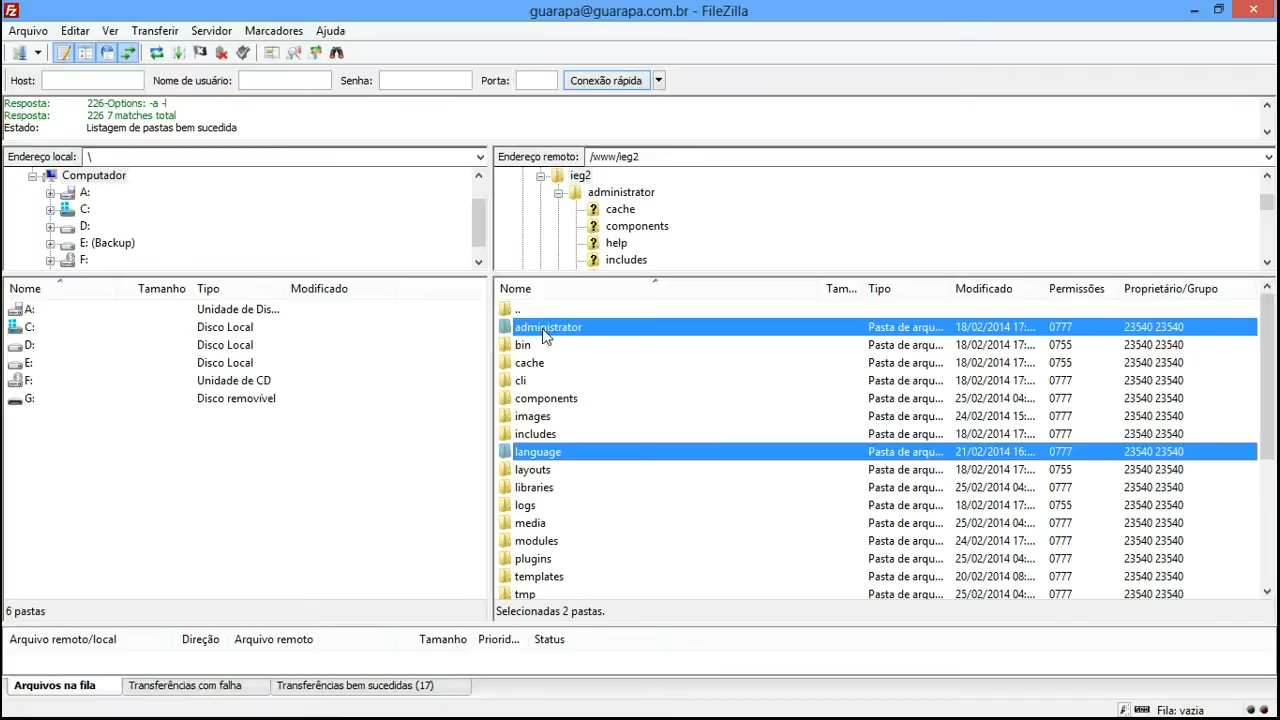 guarapa@guarapa.com.br - FileZilla
Arquivo Editar Ver Transferir Servidor Marcadores Ajuda
Host: Nome de usuário: Senha: Porta: Conexão rápida
Resposta: 226-Options: -a -l
Resposta: 226 7 matches total
Estado: Listagem de pastas bem sucedida
Endereço local: \
Computador
A:
C:
D:
E: (Backup)
F:
Endereço remoto: /www/ieg2
ieg2
administrator
cache
components
help
includes
Nome Tamanho Tipo Modificado
A: Unidade de Dis...
C: Disco Local
D: Disco Local
E: Disco Local
F: Unidade de CD
G: Disco removível
6 pastas
Nome Tam... Tipo Modificado Permissões Proprietário/Grupo
..
administrator Pasta de arqu... 18/02/2014 17:... 0777 23540 23540
bin Pasta de arqu... 18/02/2014 17:... 0755 23540 23540
cache Pasta de arqu... 18/02/2014 17:... 0755 23540 23540
cli Pasta de arqu... 18/02/2014 17:... 0777 23540 23540
components Pasta de arqu... 25/02/2014 04:... 0777 23540 23540
images Pasta de arqu... 24/02/2014 15:... 0777 23540 23540
includes Pasta de arqu... 18/02/2014 17:... 0777 23540 23540
language Pasta de arqu... 21/02/2014 16:... 0777 23540 23540
layouts Pasta de arqu... 18/02/2014 17:... 0755 23540 23540
libraries Pasta de arqu... 25/02/2014 04:... 0777 23540 23540
logs Pasta de arqu... 18/02/2014 17:... 0755 23540 23540
media Pasta de arqu... 25/02/2014 04:... 0777 23540 23540
modules Pasta de arqu... 24/02/2014 17:... 0777 23540 23540
plugins Pasta de arqu... 25/02/2014 04:... 0777 23540 23540
templates Pasta de arqu... 20/02/2014 08:... 0777 23540 23540
tmp Pasta de arqu... 25/02/2014 04:... 0777 23540 23540
Selecionadas 2 pastas.
Arquivo remoto/local Direção Arquivo remoto Tamanho Priorid... Status
Arquivos na fila Transferências com falha Transferências bem sucedidas (17)
Fila: vazia